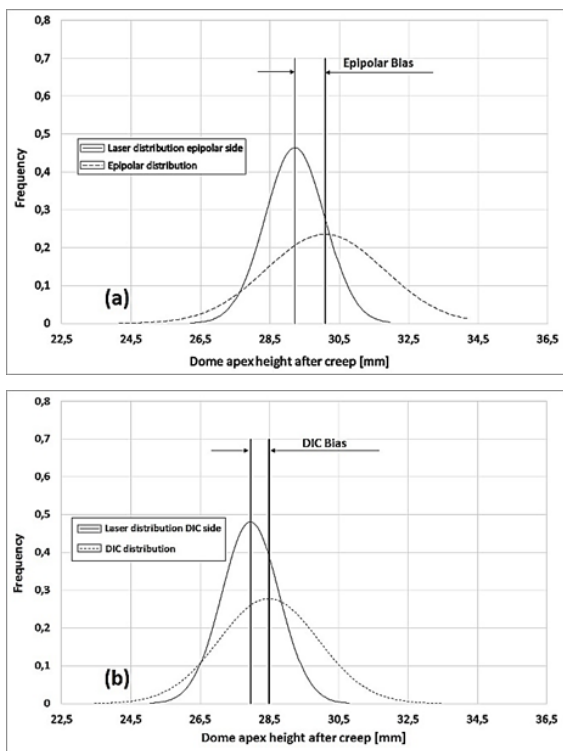 0,8
0,7
Epipolar Bias
0,6
0,5
Laser distribution epipolar side
Epipolar distribution
0,4
Frequency
0,3
0,2
0,1
(a)
0
22,5 24,5 26,5 28,5 30,5 32,5 34,5 36,5
Dome apex height after creep [mm]
0,8
0,7
DIC Bias
0,6
0,5
Laser distribution DIC side
DIC distribution
0,4
Frequency
0,3
0,2
0,1
(b)
0
22,5 24,5 26,5 28,5 30,5 32,5 34,5 36,5
Dome apex height after creep [mm]